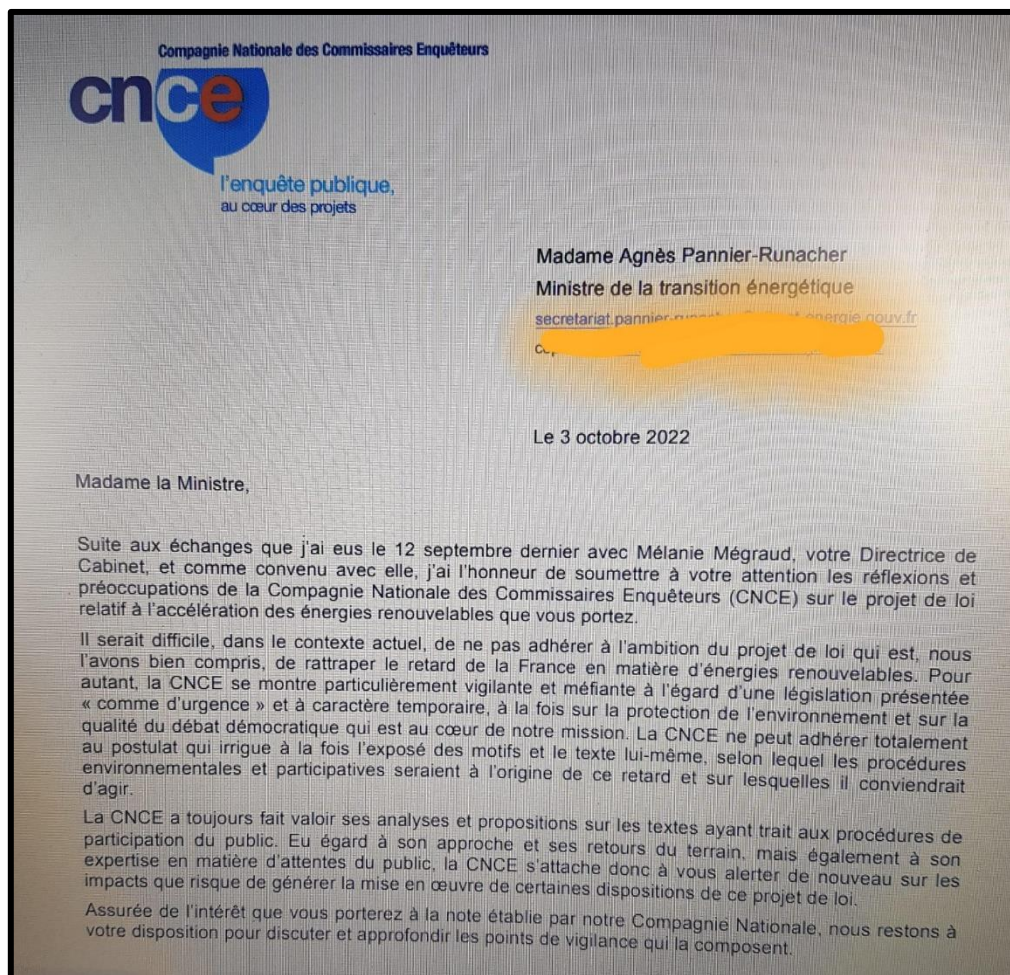 Compagnie Nationale des Commissaires Enquêteurs
cnce
l'enquête publique,
au cœur des projets
Madame Agnès Pannier-Runacher
Ministre de la transition énergétique
secretariat.pannier energie.gouv.fr
Le 3 octobre 2022
Madame la Ministre,
Suite aux échanges que j'ai eus le 12 septembre dernier avec Mélanie Mégraud, votre Directrice de
Cabinet, et comme convenu avec elle, j'ai l'honneur de soumettre à votre attention les réflexions et
préoccupations de la Compagnie Nationale des Commissaires Enquêteurs (CNCE) sur le projet de loi
relatif à l'accélération des énergies renouvelables que vous portez.
Il serait difficile, dans le contexte actuel, de ne pas adhérer à l'ambition du projet de loi qui est, nous
l'avons bien compris, de rattraper le retard de la France en matière d'énergies renouvelables. Pour
autant, la CNCE se montre particulièrement vigilante et méfiante à l'égard d'une législation présentée
« comme d'urgence » et à caractère temporaire, à la fois sur la protection de l'environnement et sur la
qualité du débat démocratique qui est au cœur de notre mission. La CNCE ne peut adhérer totalement
au postulat qui irrigue à la fois l'exposé des motifs et le texte lui-même, selon lequel les procédures
environnementales et participatives seraient à l'origine de ce retard et sur lesquelles il conviendrait
d'agir.
La CNCE a toujours fait valoir ses analyses et propositions sur les textes ayant trait aux procédures de
participation du public. Eu égard à son approche et ses retours du terrain, mais également à son
expertise en matière d'attentes du public, la CNCE s'attache donc à vous alerter de nouveau sur les
impacts que risque de générer la mise en œuvre de certaines dispositions de ce projet de loi.
Assurée de l'intérêt que vous porterez à la note établie par notre Compagnie Nationale, nous restons à
votre disposition pour discuter et approfondir les points de vigilance qui la composent.